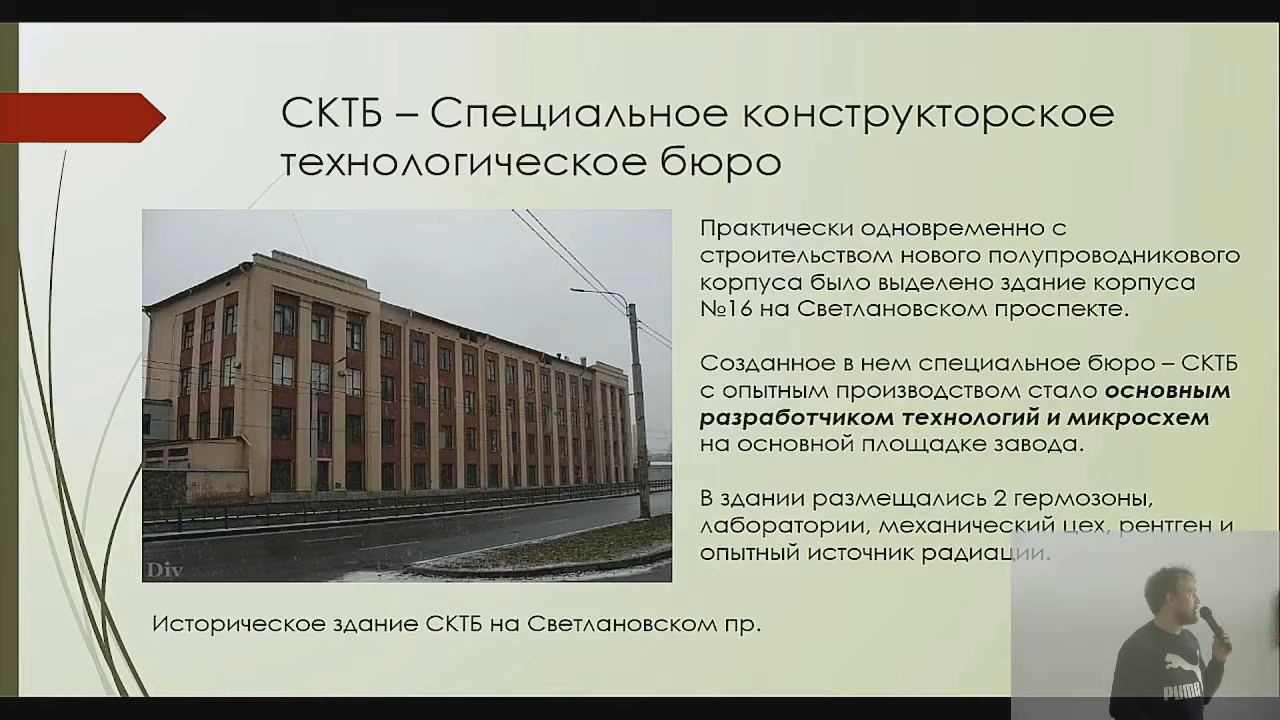 СКТБ – Специальное конструкторское
технологическое бюро
Практически одновременно с
строительством нового полупроводникового
корпуса было выделено здание корпуса
№16 на Светлановском проспекте.
Созданное в нем специальное бюро – СКТБ
с опытным производством стало основным
разработчиком технологий и микросхем
на основной площадке завода.
В здании размещались 2 гермозоны,
лаборатории, механический цех, рентген и
опытный источник радиации.
Div
Историческое здание СКТБ на Светлановском пр.
PUMA